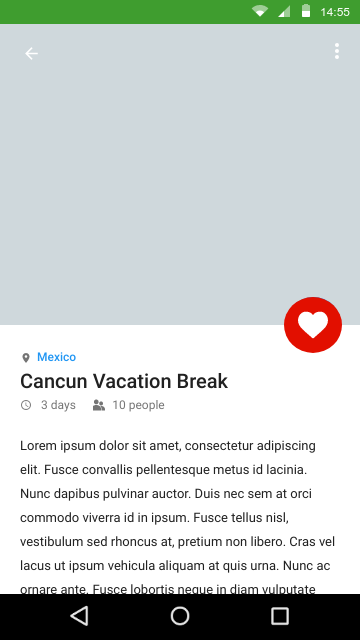 14:55
Mexico
Cancun Vacation Break
3 days 10 people
Lorem ipsum dolor sit amet, consectetur adipiscing
elit. Fusce convallis pellentesque metus id lacinia.
Nunc dapibus pulvinar auctor. Duis nec sem at orci
commodo viverra id in ipsum. Fusce tellus nisl,
vestibulum sed rhoncus at, pretium non libero. Cras vel
lacus ut ipsum vehicula aliquam at quis urna. Nunc ac
ornare ante. Fusce lobortis neque in diam vulputate